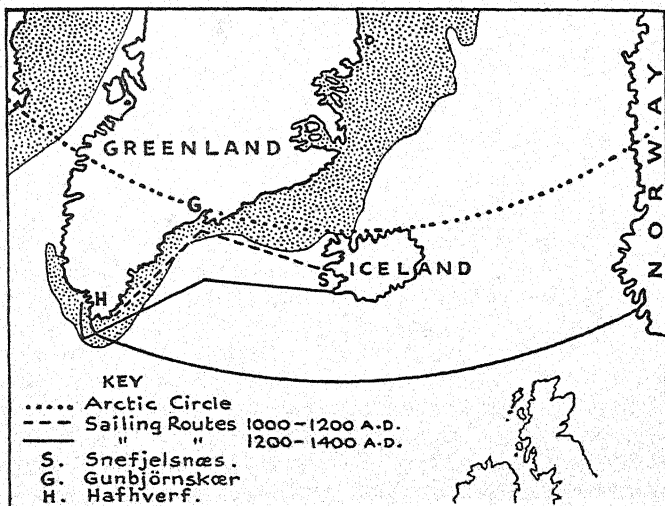 GREENLAND
G
ICELAND
S
H
NORWAY
KEY
Arctic Circle
Sailing Routes 1000-1200 A.D.
" " 1200-1400 A.D.
S. Snefjelsnæs.
G. Gunbjörnskær
H. Hafhverf.